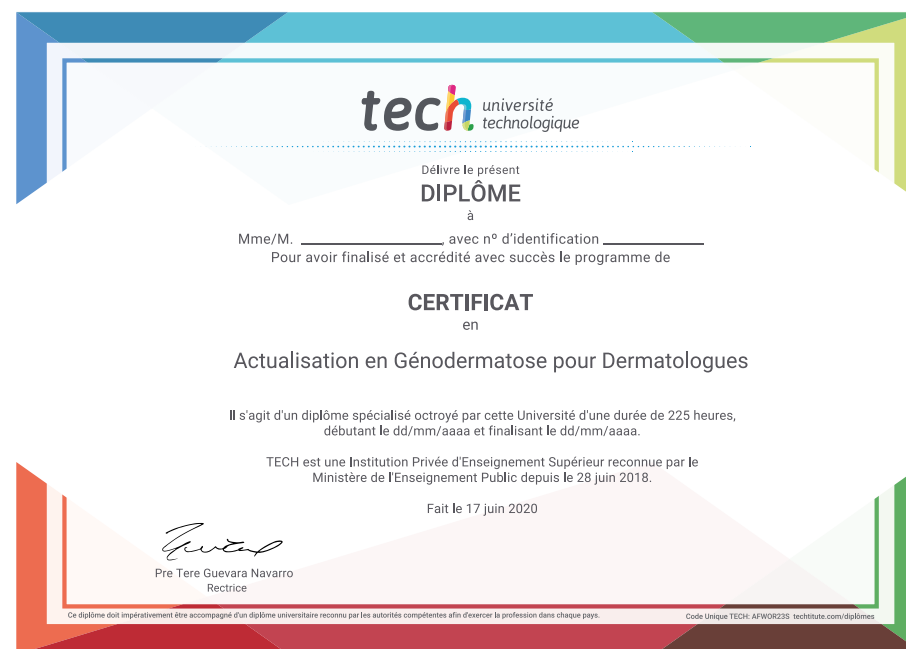 tech université
technologique
Délivre le présent
DIPLÔME
à
Mme/M. ____________________, avec nº d'identification ______________
Pour avoir finalisé et accrédité avec succès le programme de
CERTIFICAT
en
Actualisation en Génodermatose pour Dermatologues
Il s'agit d'un diplôme spécialisé octroyé par cette Université d'une durée de 225 heures,
débutant le dd/mm/aaaa et finalisant le dd/mm/aaaa.
TECH est une Institution Privée d'Enseignement Supérieur reconnue par le
Ministère de l'Enseignement Public depuis le 28 juin 2018.
Fait le 17 juin 2020
Pre Tere Guevara Navarro
Rectrice
Ce diplôme doit impérativement être accompagné d'un diplôme universitaire reconnu par les autorités compétentes afin d'exercer la profession dans chaque pays.
Code Unique TECH: AFWOR23S techtitute.com/diplômes